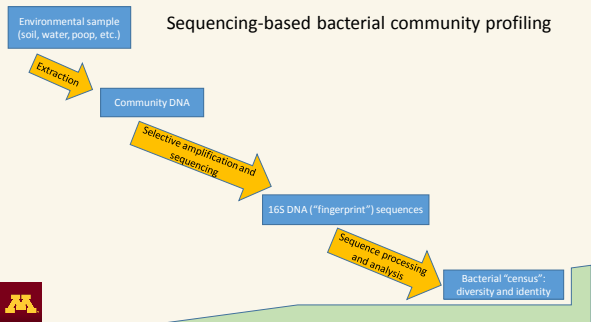 Sequencing-based bacterial community profiling
Environmental sample
(soil, water, poop, etc.)
Extraction
Community DNA
Selective amplification and
sequencing
16S DNA ("fingerprint") sequences
Sequence processing
and analysis
Bacterial "census":
diversity and identity
M